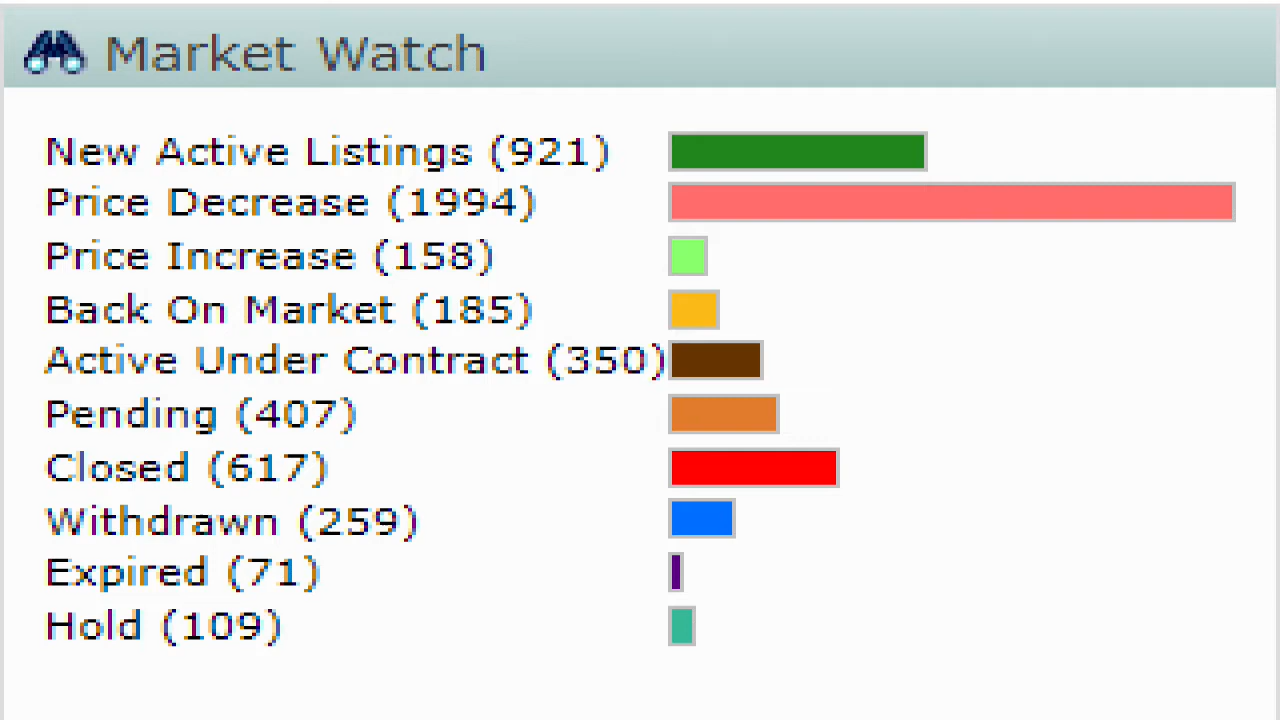 Market Watch
New Active Listings (921)
Price Decrease (1994)
Price Increase (158)
Back On Market (185)
Active Under Contract (350)
Pending (407)
Closed (617)
Withdrawn (259)
Expired (71)
Hold (109)